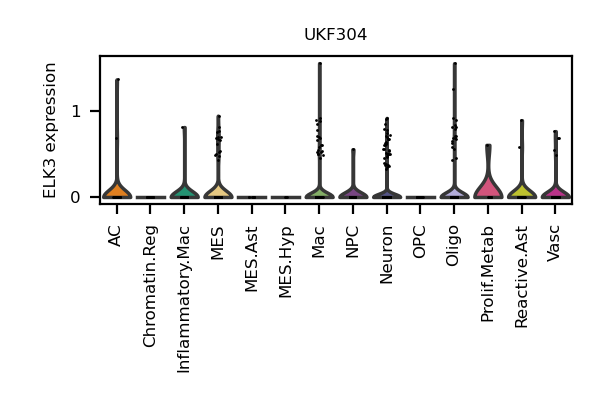 UKF304
ELK3 expression
1
0
AC
Chromatin.Reg
Inflammatory.Mac
MES
MES.Ast
MES.Hyp
Mac
NPC
Neuron
OPC
Oligo
Prolif.Metab
Reactive.Ast
Vasc